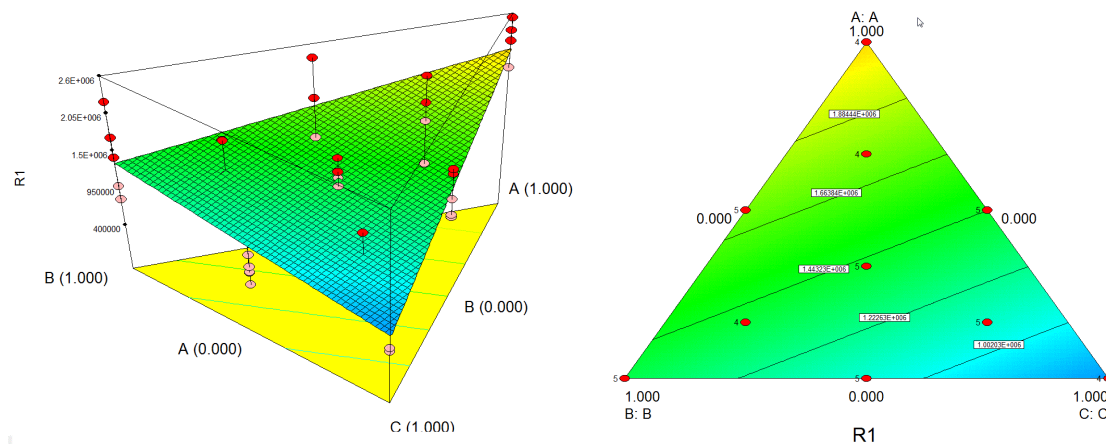 2.6E+006
2.05E+006
1.5E+006
950000
400000
R1
B (1.000)
A (0.000)
C (1.000)
B (0.000)
A (1.000)
A: A
1.000
4
1.88444E+006
4
1.66384E+006
5
0.000
5
0.000
1.44323E+006
5
1.22263E+006
4
5
1.00203E+006
5
5
4
1.000
B: B
0.000
1.000
C: C
R1